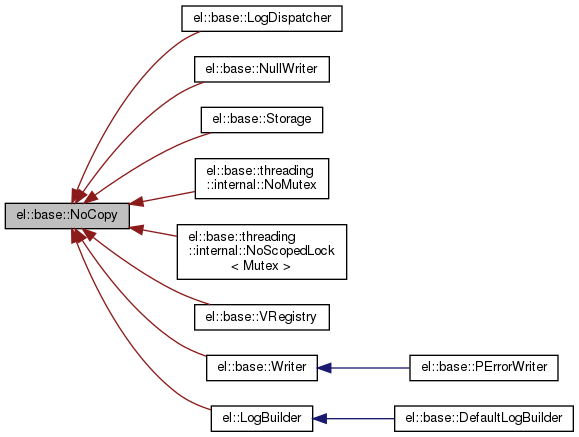 el::base::LogDispatcher
el::base::NullWriter
el::base::Storage
el::base::threading
::internal::NoMutex
el::base::NoCopy
el::base::threading
::internal::NoScopedLock
< Mutex >
el::base::VRegistry
el::base::Writer
el::base::PErrorWriter
el::LogBuilder
el::base::DefaultLogBuilder